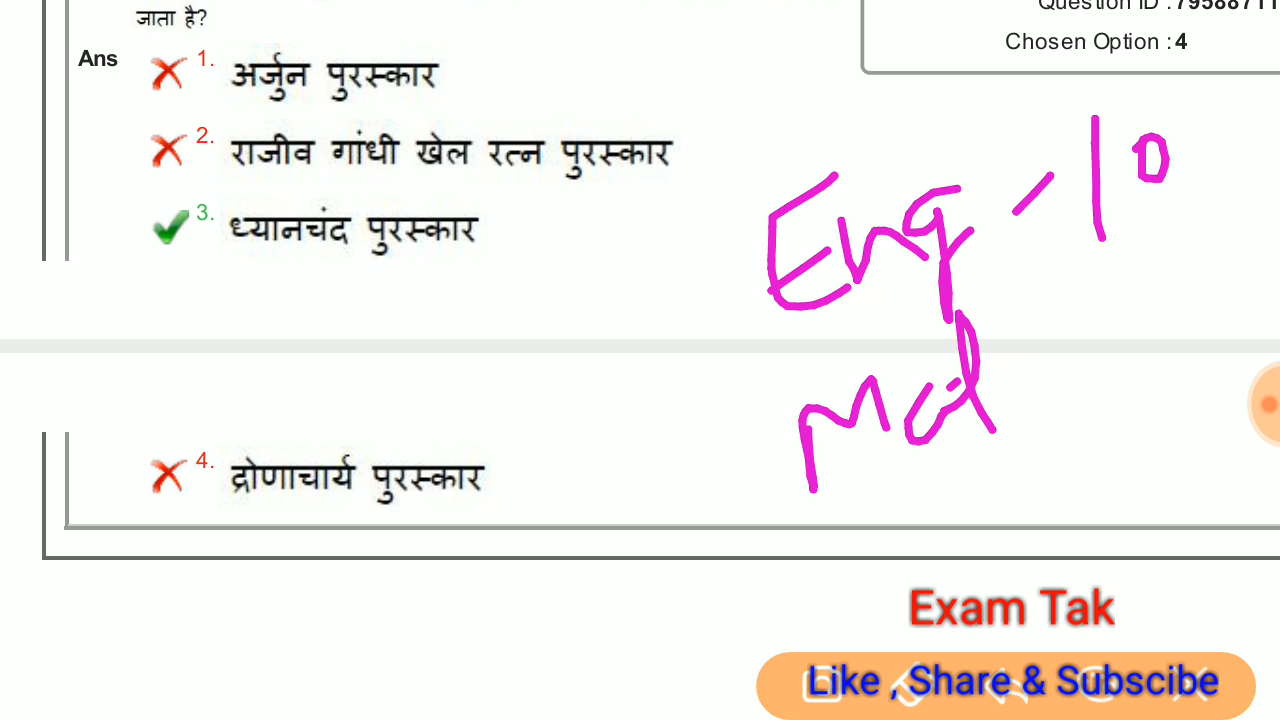 जाता है?
Question ID : 79588711
Chosen Option : 4
Ans 1. अर्जुन पुरस्कार
2. राजीव गांधी खेल रत्न पुरस्कार
3. ध्यानचंद पुरस्कार
Eng - 10
4. द्रोणाचार्य पुरस्कार
Exam Tak
Like , Share & Subscibe